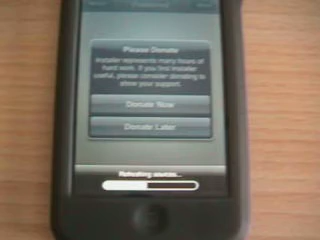 Please Donate
Installer represents many hours of
hard work. If you find Installer
useful, please consider donating to
show your support.
Donate Now
Donate Later
Refreshing sources...